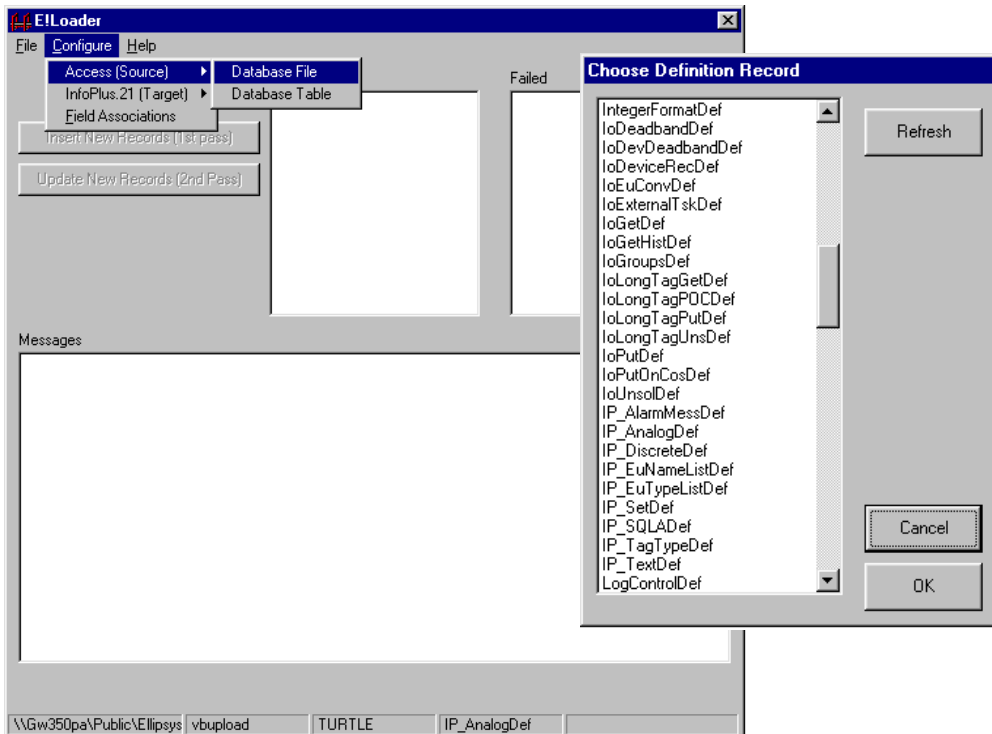 E!Loader
File Configure Help
Access (Source) Database File
InfoPlus.21 (Target) Database Table
Field Associations
Failed
Insert New Records (1st pass)
Update New Records (2nd Pass)
Messages
\\Gw350pa\Public\Ellipsys vbupload TURTLE IP_AnalogDef
Choose Definition Record
IntegerFormatDef
IoDeadbandDef
IoDevDeadbandDef
IoDeviceRecDef
IoEuConvDef
IoExternalTskDef
IoGetDef
IoGetHistDef
IoGroupsDef
IoLongTagGetDef
IoLongTagPOCDef
IoLongTagPutDef
IoLongTagUnsDef
IoPutDef
IoPutOnCosDef
IoUnsolDef
IP_AlarmMessDef
IP_AnalogDef
IP_DiscreteDef
IP_EuNameListDef
IP_EuTypeListDef
IP_SetDef
IP_SQLADef
IP_TagTypeDef
IP_TextDef
LogControlDef
Refresh
Cancel
OK